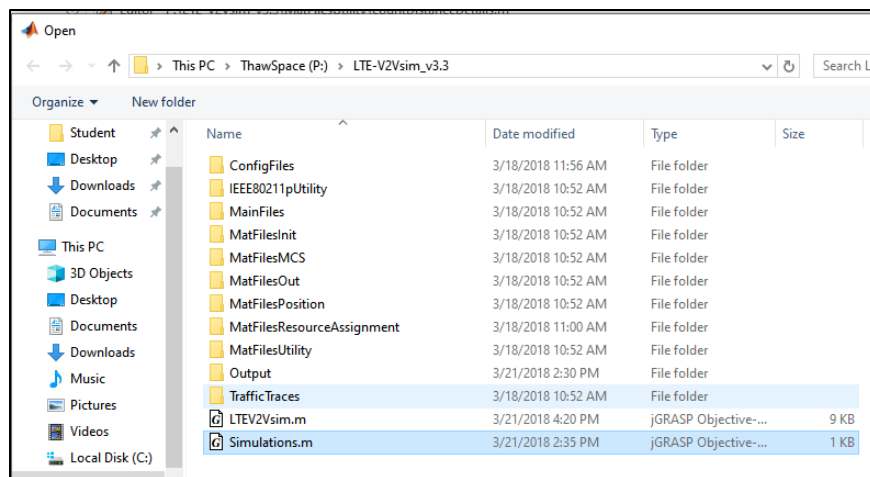 Editor - P:\LTE-V2Vsim_v3.3\MatFilesUtility\countDistanceDetails.m
Open
This PC > ThawSpace (P:) > LTE-V2Vsim_v3.3
Search L
Organize New folder
Name Date modified Type Size
Student
Desktop
Downloads
Documents
This PC
3D Objects
Desktop
Documents
Downloads
Music
Pictures
Videos
Local Disk (C:)
ConfigFiles 3/18/2018 11:56 AM File folder
IEEE80211pUtility 3/18/2018 10:52 AM File folder
MainFiles 3/18/2018 10:52 AM File folder
MatFilesInit 3/18/2018 10:52 AM File folder
MatFilesMCS 3/18/2018 10:52 AM File folder
MatFilesOut 3/18/2018 10:52 AM File folder
MatFilesPosition 3/18/2018 10:52 AM File folder
MatFilesResourceAssignment 3/18/2018 11:00 AM File folder
MatFilesUtility 3/18/2018 10:52 AM File folder
Output 3/21/2018 2:30 PM File folder
TrafficTraces 3/18/2018 10:52 AM File folder
LTEV2Vsim.m 3/21/2018 4:20 PM jGRASP Objective-... 9 KB
Simulations.m 3/21/2018 2:35 PM jGRASP Objective-... 1 KB